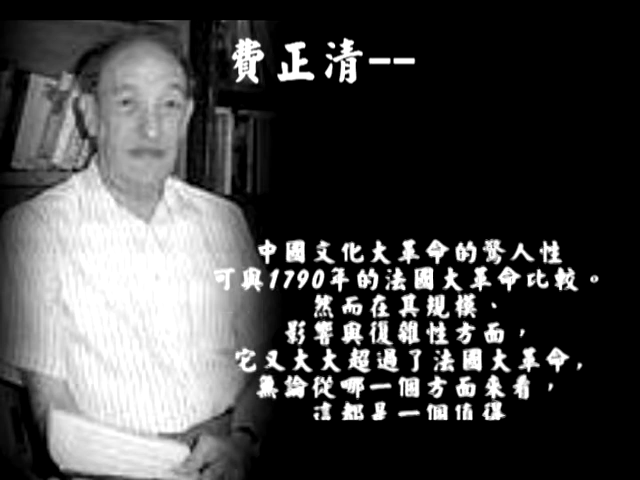 費正清--
中國文化大革命的驚人性
可與1790年的法國大革命比較。
然而在其規模、
影響與復雜性方面，
它又大大超過了法國大革命，
無論從哪一個方面來看，
這都是一個值得